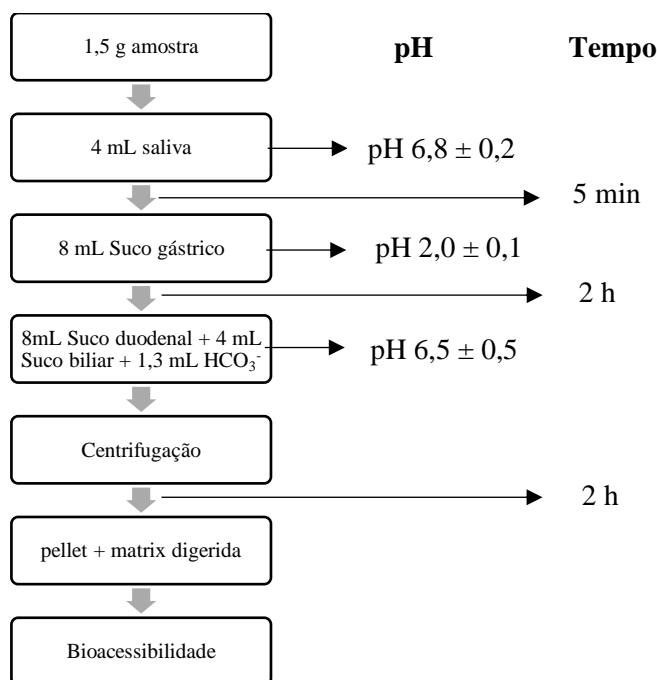 1,5 g amostra
pH
Tempo
4 mL saliva
pH 6,8 ± 0,2
5 min
8 mL Suco gástrico
pH 2,0 ± 0,1
2 h
8mL Suco duodenal + 4 mL
Suco biliar + 1,3 mL HCO₃⁻
pH 6,5 ± 0,5
Centrifugação
2 h
pellet + matrix digerida
Bioacessibilidade